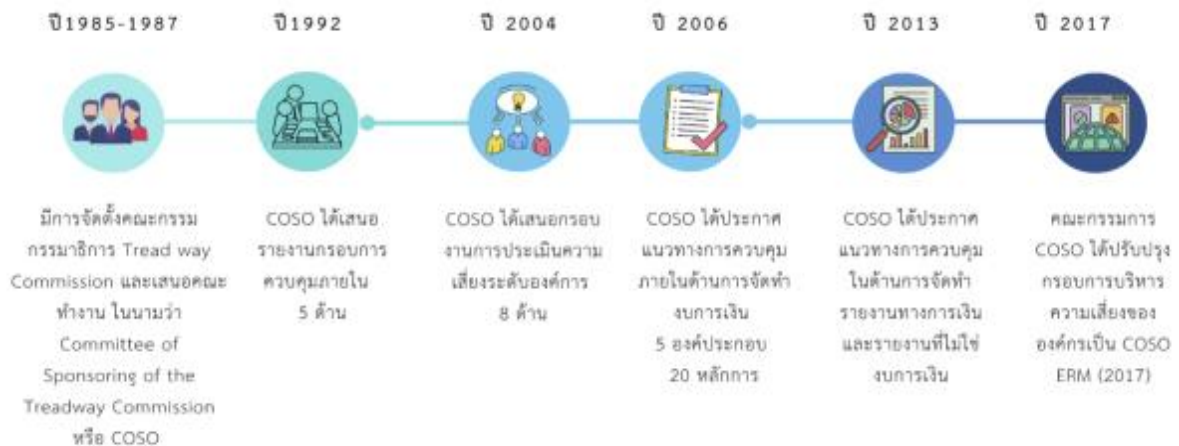 ปี1985-1987
มีการจัดตั้งคณะกรรม
กรรมาธิการ Tread way
Commission และเสนอคณะ
ทำงาน ในนามว่า
Committee of
Sponsoring of the
Treadway Commission
หรือ COSO
ปี1992
COSO ได้เสนอ
รายงานกรอบการ
ควบคุมภายใน
5 ด้าน
ปี 2004
COSO ได้เสนอกรอบ
งานการประเมินความ
เสี่ยงระดับองค์การ
8 ด้าน
ปี 2006
COSO ได้ประกาศ
แนวทางการควบคุม
ภายในด้านการจัดทำ
งบการเงิน
5 องค์ประกอบ
20 หลักการ
ปี 2013
COSO ได้ประกาศ
แนวทางการควบคุม
ในด้านการจัดทำ
รายงานทางการเงิน
และรายงานที่ไม่ใช่
งบการเงิน
ปี 2017
คณะกรรมการ
COSO ได้ปรับปรุง
กรอบการบริหาร
ความเสี่ยงของ
องค์กรเป็น COSO
ERM (2017)